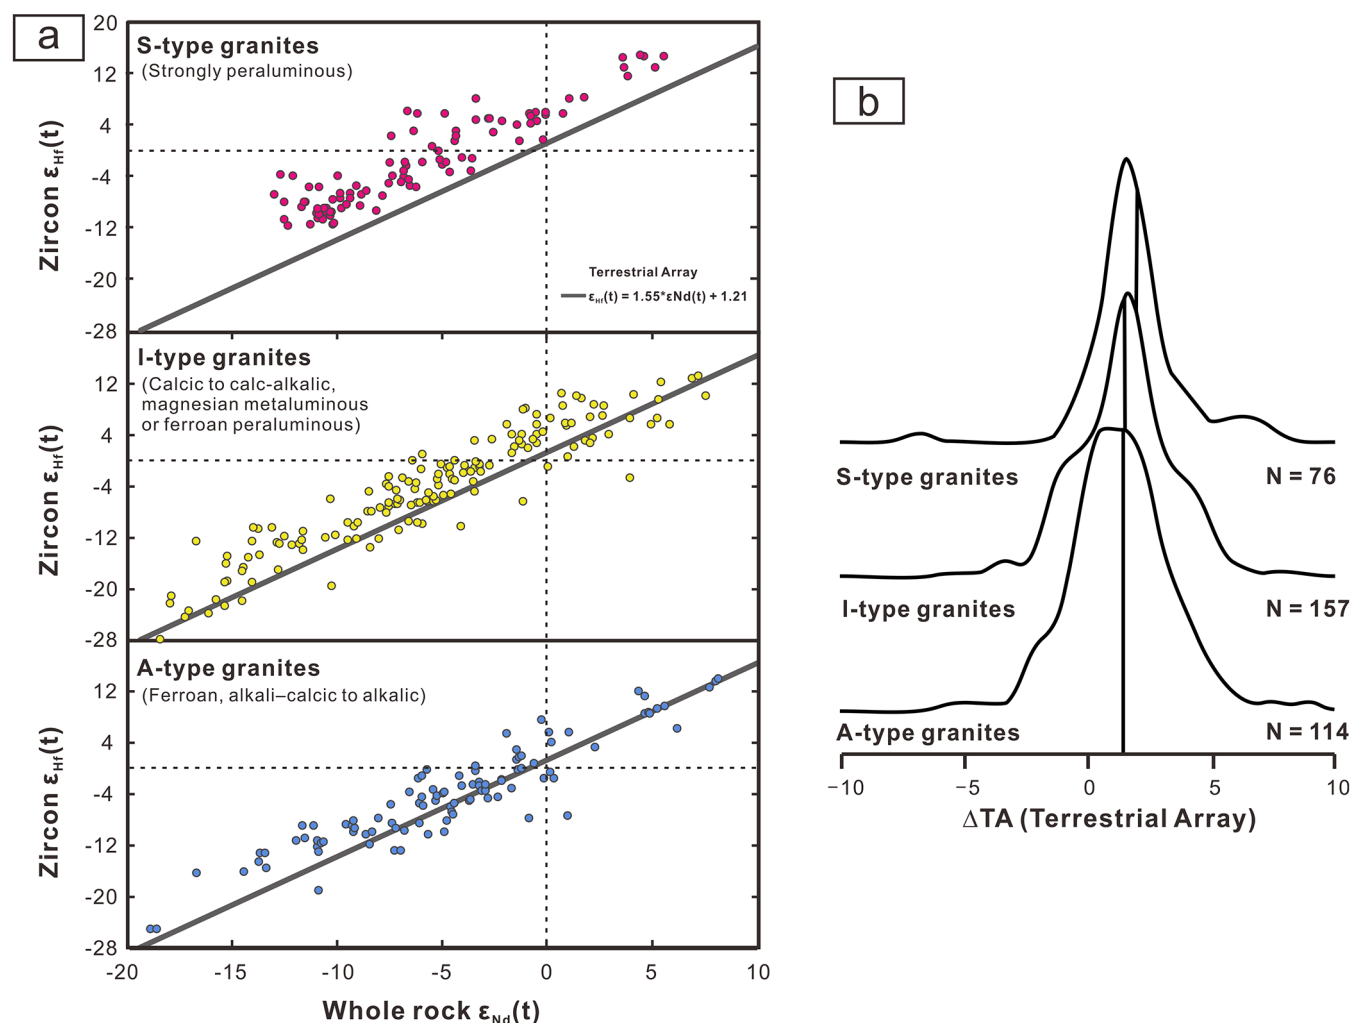 a
20
S-type granites
(Strongly peraluminous)
12
4
-4
-12
-20
-28
Zircon εHf(t)
Terrestrial Array
εHf(t) = 1.55*εNd(t) + 1.21
I-type granites
(Calcic to calc-alkalic,
magnesian metaluminous
or ferroan peraluminous)
12
4
-4
-12
-20
-28
Zircon εHf(t)
A-type granites
(Ferroan, alkali–calcic to alkalic)
12
4
-4
-12
-20
-28
Zircon εHf(t)
-20 -15 -10 -5 0 5 10
Whole rock εNd(t)
b
S-type granites N = 76
I-type granites N = 157
A-type granites N = 114
−10 −5 0 5 10
ΔTA (Terrestrial Array)